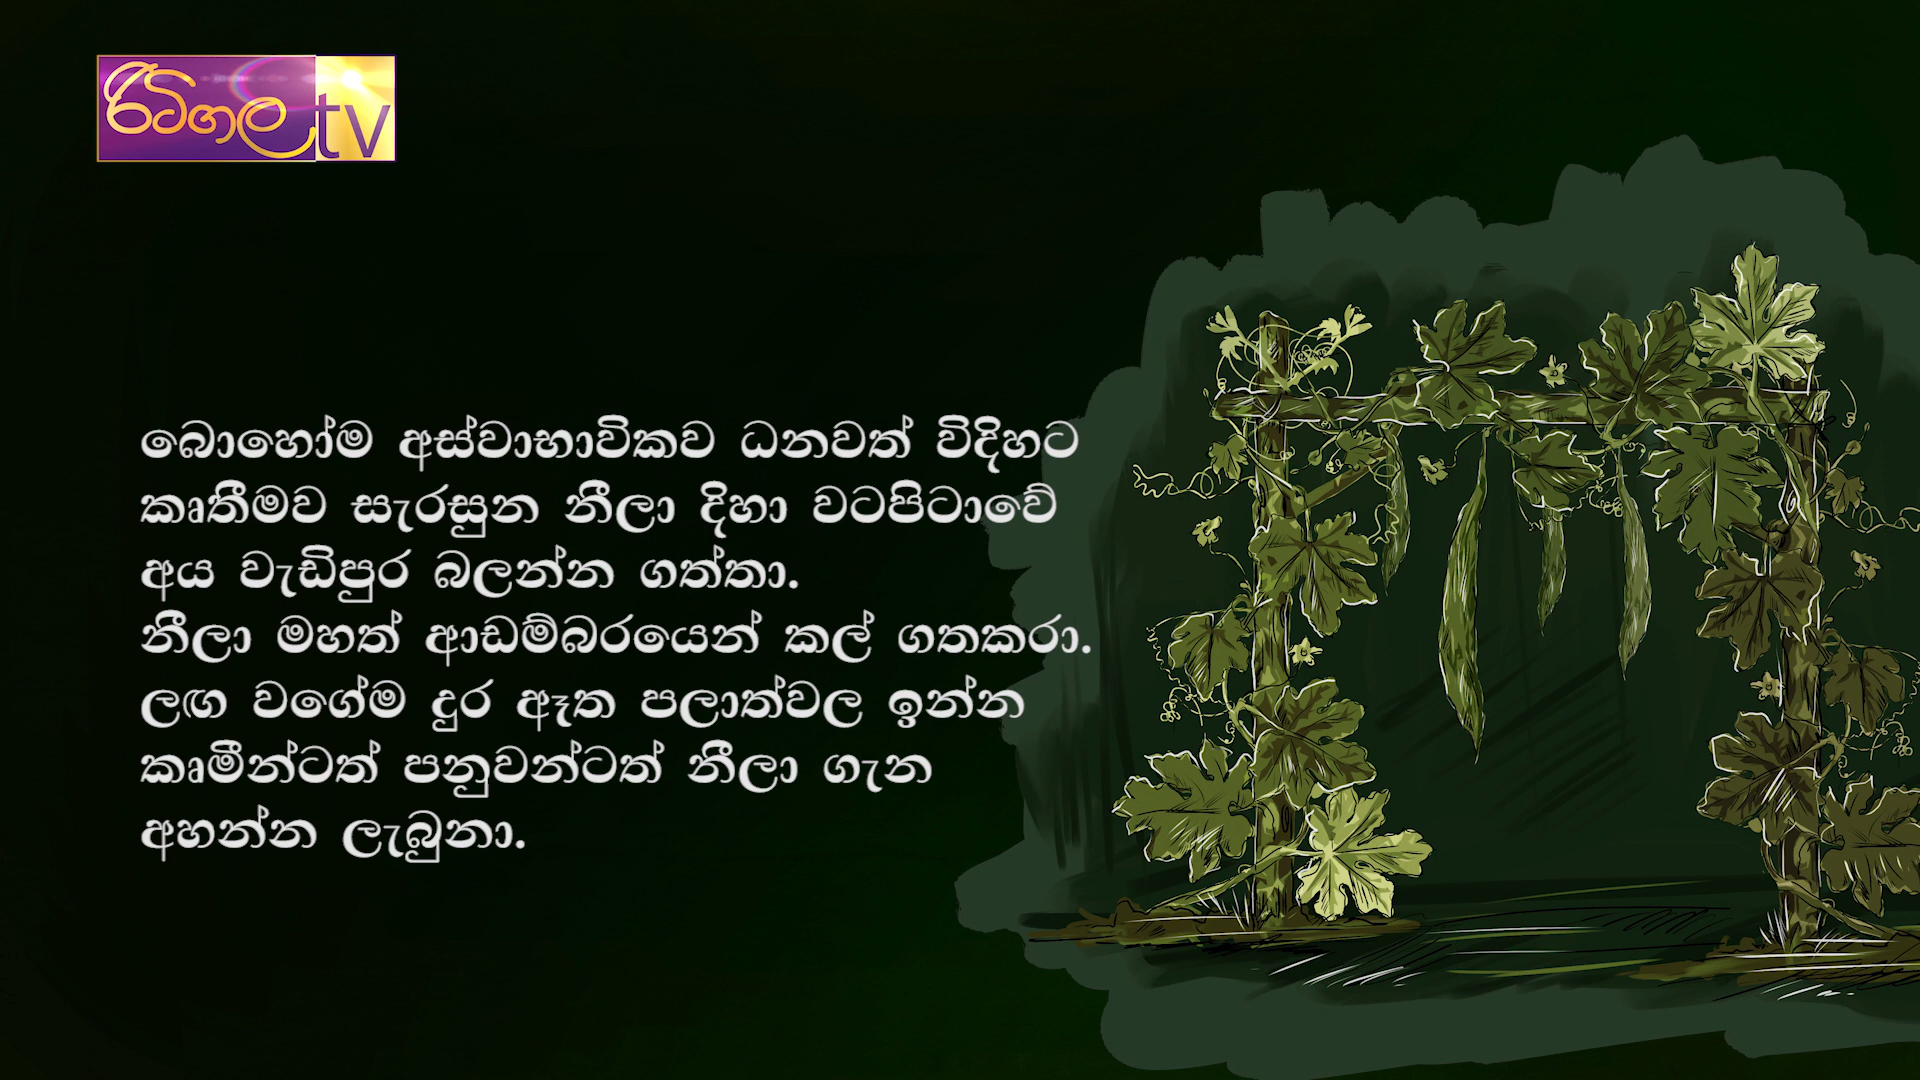 රිටිගල tv
බොහෝම අස්වාභාවිකව ධනවත් විදිහට
කෘතීමව සැරසුන නීලා දිහා වටපිටාවේ
අය වැඩිපුර බලන්න ගත්තා.
නීලා මහත් ආඩම්බරයෙන් කල් ගතකරා.
ලඟ වගේම දුර ඈත පලාත්වල ඉන්න
කෘමීන්ටත් පනුවන්ටත් නීලා ගැන
අහන්න ලැබුනා.